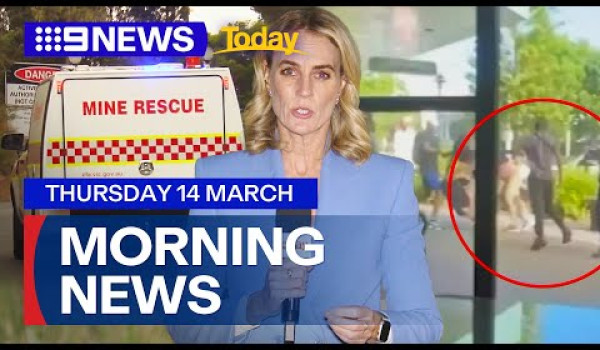 9NEWS Today
DANGER
MINE RESCUE
THURSDAY 14 MARCH
MORNING
NEWS